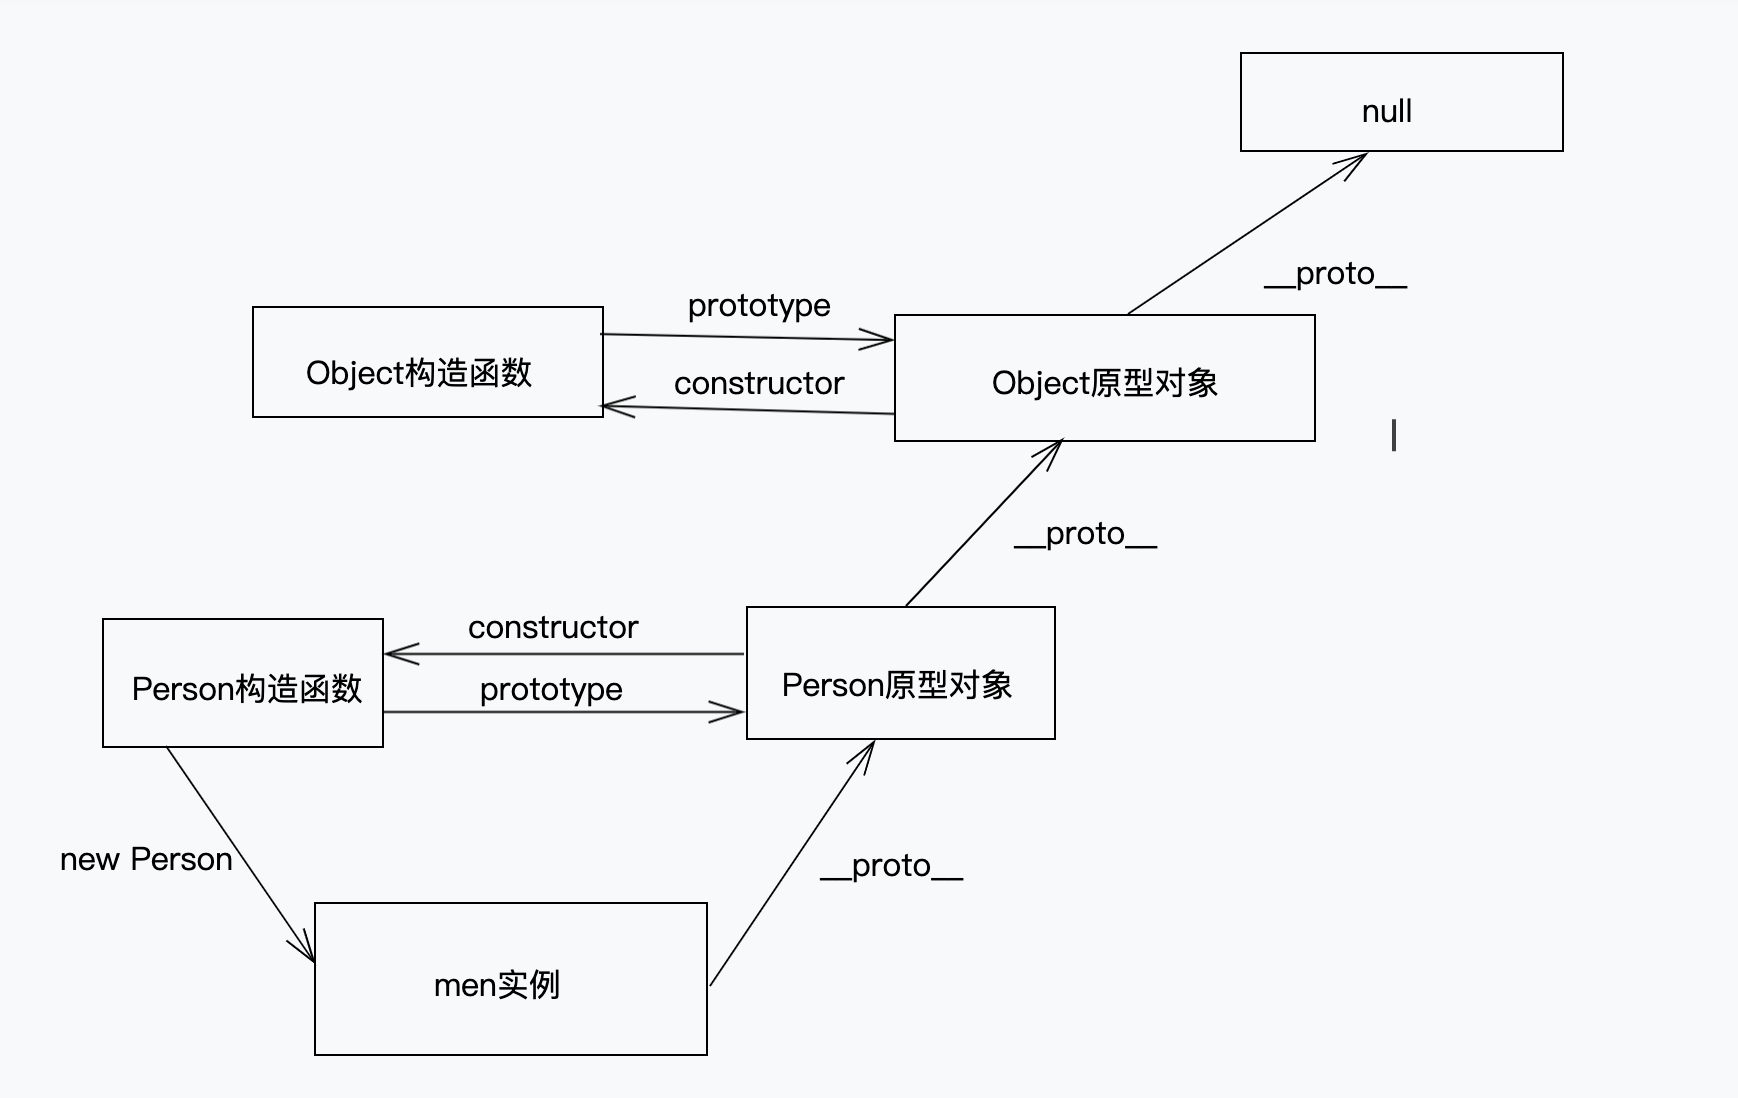 null
__proto__
prototype
Object构造函数
constructor
Object原型对象
__proto__
constructor
Person构造函数
prototype
Person原型对象
new Person
__proto__
men实例